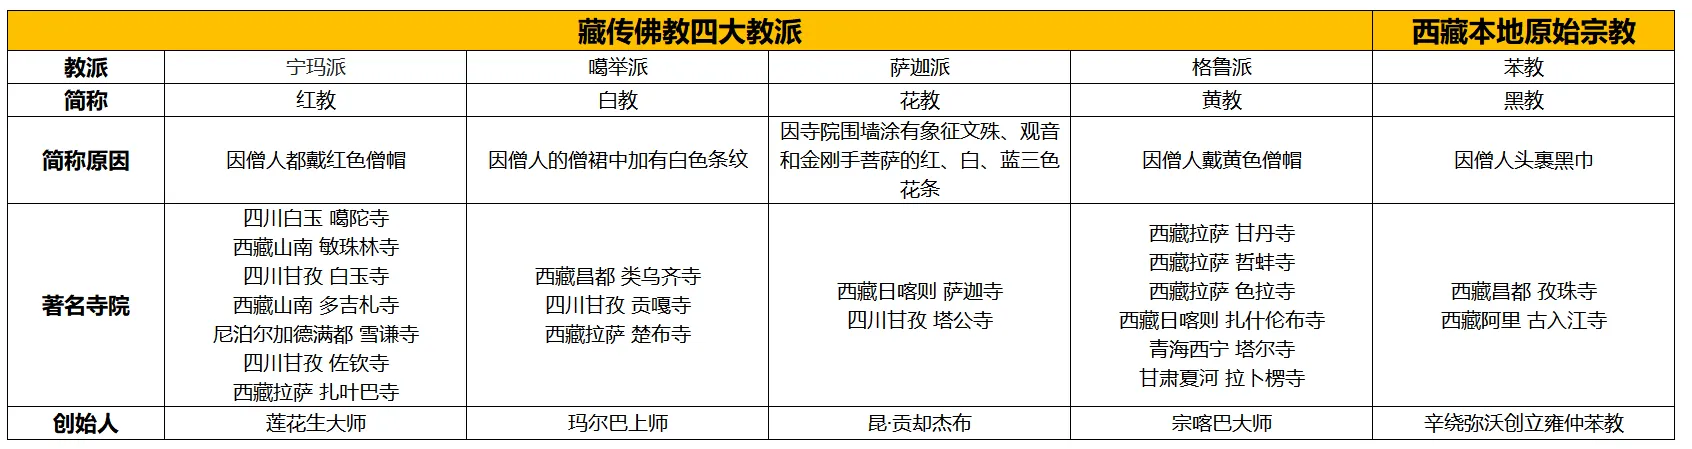 藏传佛教四大教派 西藏本地原始宗教
教派 宁玛派 噶举派 萨迦派 格鲁派 苯教
简称 红教 白教 花教 黄教 黑教
简称原因 因僧人都戴红色僧帽 因僧人的僧裙中加有白色条纹 因寺院围墙涂有象征文殊、观音
和金刚手菩萨的红、白、蓝三色
花条 因僧人戴黄色僧帽 因僧人头裹黑巾
著名寺院
四川白玉 噶陀寺
西藏山南 敏珠林寺
四川甘孜 白玉寺
西藏山南 多吉札寺
尼泊尔加德满都 雪谦寺
四川甘孜 佐钦寺
西藏拉萨 扎叶巴寺
西藏昌都 类乌齐寺
四川甘孜 贡嘎寺
西藏拉萨 楚布寺
西藏日喀则 萨迦寺
四川甘孜 塔公寺
西藏拉萨 甘丹寺
西藏拉萨 哲蚌寺
西藏拉萨 色拉寺
西藏日喀则 扎什伦布寺
青海西宁 塔尔寺
甘肃夏河 拉卜楞寺
西藏昌都 孜珠寺
西藏阿里 古入江寺
创始人 莲花生大师 玛尔巴上师 昆·贡却杰布 宗喀巴大师 辛绕弥沃创立雍仲苯教